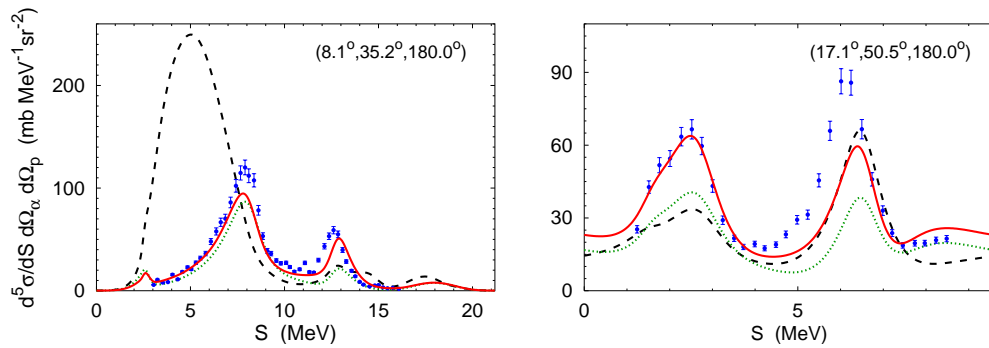 d⁵σ/dS dΩα dΩp (mb MeV⁻¹sr⁻²)
(8.1°,35.2°,180.0°)
200
100
0
0 5 10 15 20
S (MeV)
(17.1°,50.5°,180.0°)
90
60
30
0
0 5
S (MeV)